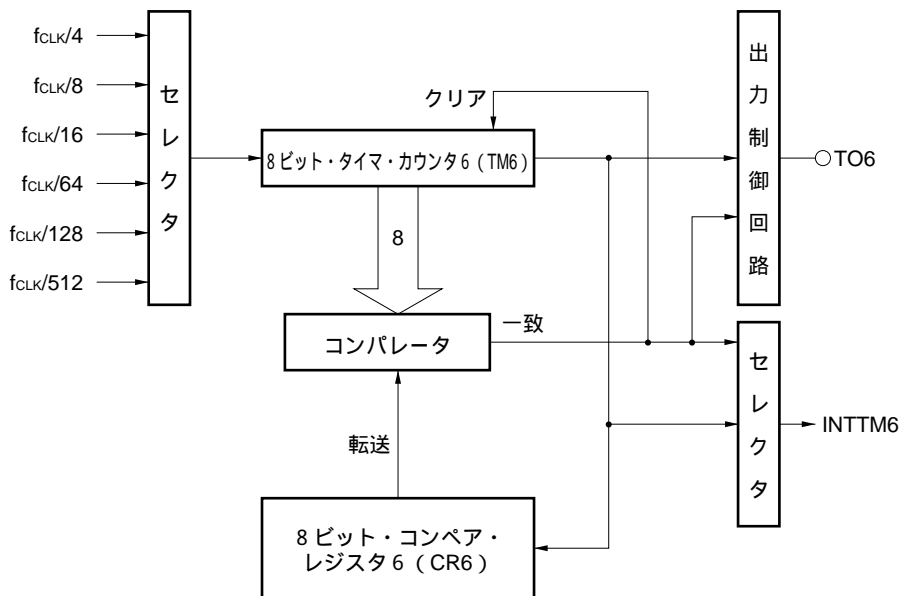 fCLK/4
fCLK/8
fCLK/16
fCLK/64
fCLK/128
fCLK/512
セレクタ
クリア
8ビット・タイマ・カウンタ6(TM6)
8
コンパレータ
一致
転送
8ビット・コンペア・
レジスタ6(CR6)
出力制御回路
TO6
セレクタ
INTTM6